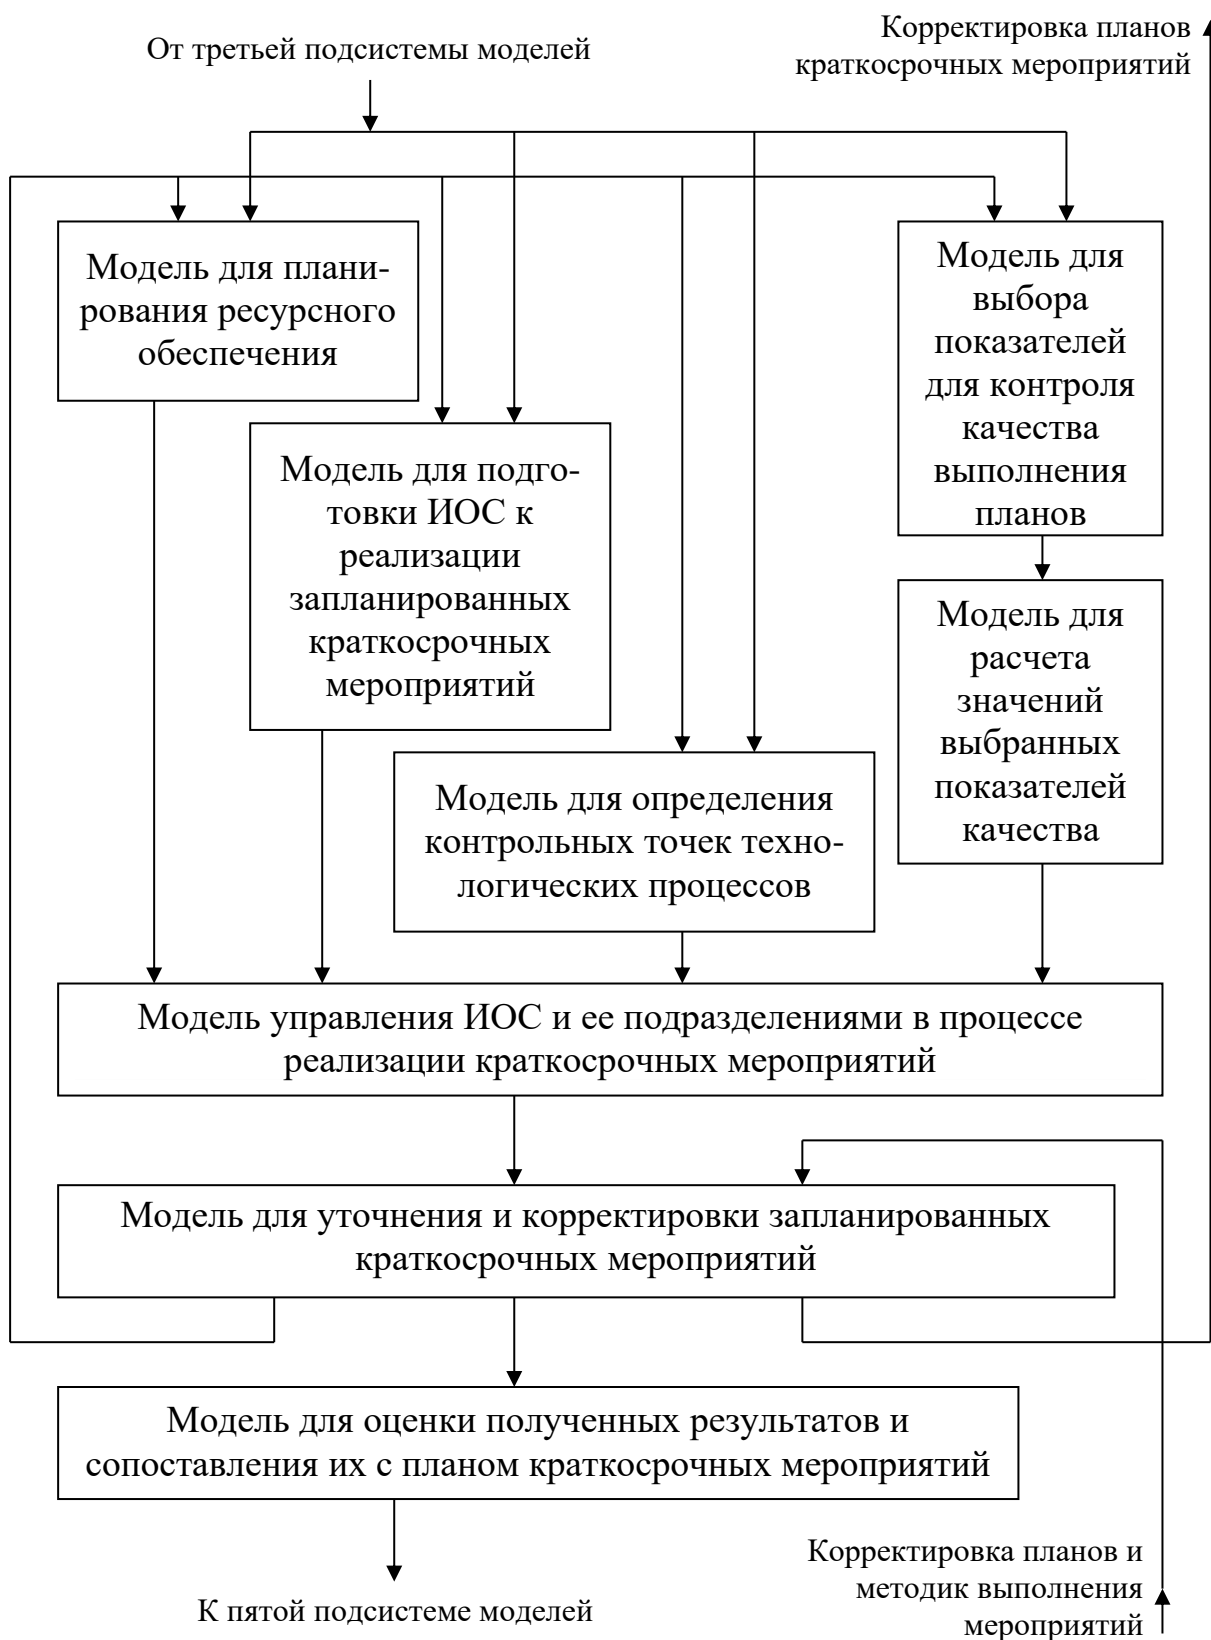 От третьей подсистемы моделей
Корректировка планов
краткосрочных мероприятий
Модель для плани-
рования ресурсного
обеспечения
Модель для
выбора
показателей
для контроля
качества
выполнения
планов
Модель для подго-
товки ИОС к
реализации
запланированных
краткосрочных
мероприятий
Модель для
расчета
значений
выбранных
показателей
качества
Модель для определения
контрольных точек техно-
логических процессов
Модель управления ИОС и ее подразделениями в процессе
реализации краткосрочных мероприятий
Модель для уточнения и корректировки запланированных
краткосрочных мероприятий
Модель для оценки полученных результатов и
сопоставления их с планом краткосрочных мероприятий
К пятой подсистеме моделей
Корректировка планов и
методик выполнения
мероприятий